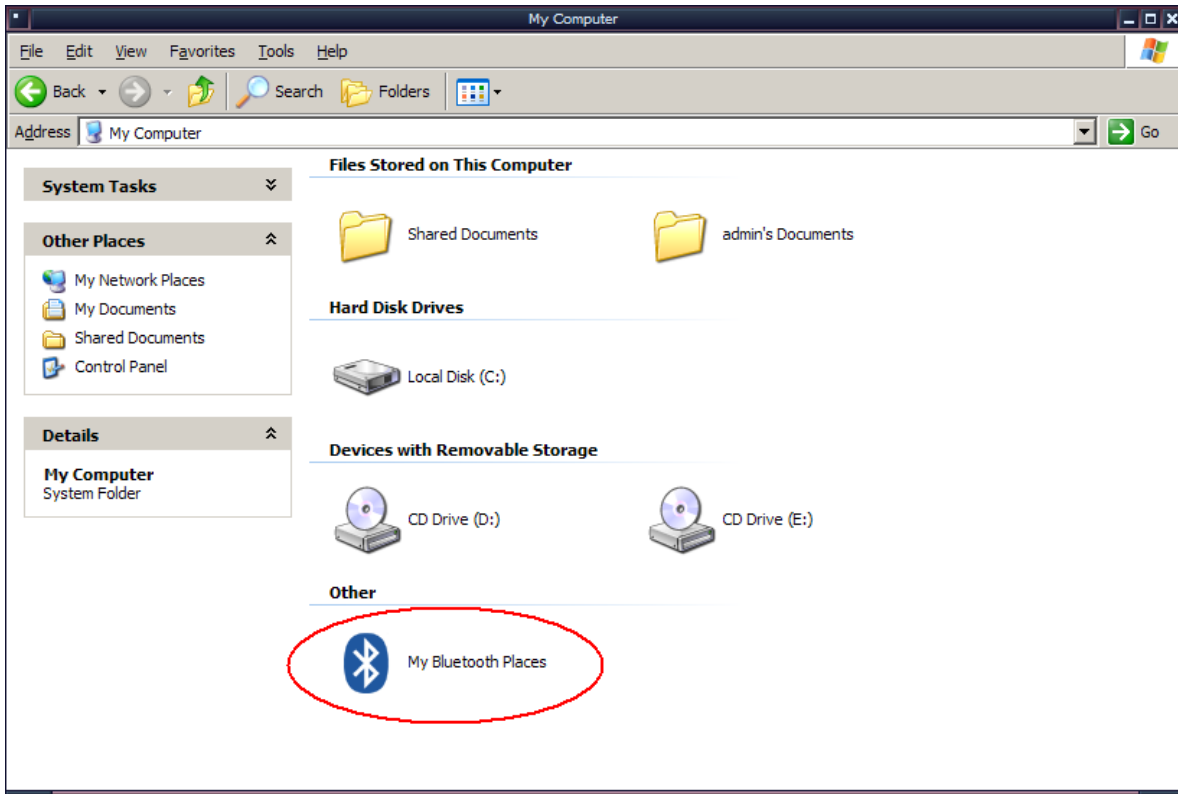 My Computer
File Edit View Favorites Tools Help
Back Search Folders
Address My Computer Go
System Tasks
Other Places
My Network Places
My Documents
Shared Documents
Control Panel
Details
My Computer
System Folder
Files Stored on This Computer
Shared Documents admin's Documents
Hard Disk Drives
Local Disk (C:)
Devices with Removable Storage
CD Drive (D:) CD Drive (E:)
Other
My Bluetooth Places